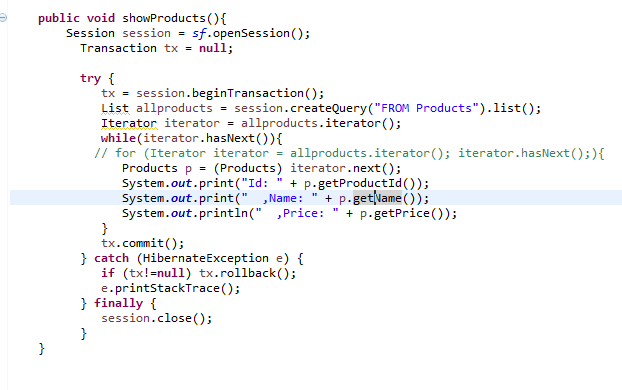 public void showProducts(){
Session session = sf.openSession();
Transaction tx = null;
try {
tx = session.beginTransaction();
List allproducts = session.createQuery("FROM Products").list();
Iterator iterator = allproducts.iterator();
while(iterator.hasNext()){
// for (Iterator iterator = allproducts.iterator(); iterator.hasNext();){
Products p = (Products) iterator.next();
System.out.print("Id: " + p.getProductId());
System.out.print("  ,Name: " + p.getName());
System.out.println("  ,Price: " + p.getPrice());
}
tx.commit();
} catch (HibernateException e) {
if (tx!=null) tx.rollback();
e.printStackTrace();
} finally {
session.close();
}
}